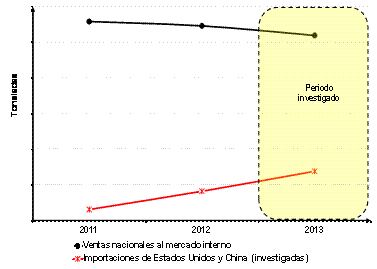 Toneladas
Periodo
investigado
2011 2012 2013
Ventas nacionales al mercado interno
Importaciones de Estados Unidos y China (investigadas)